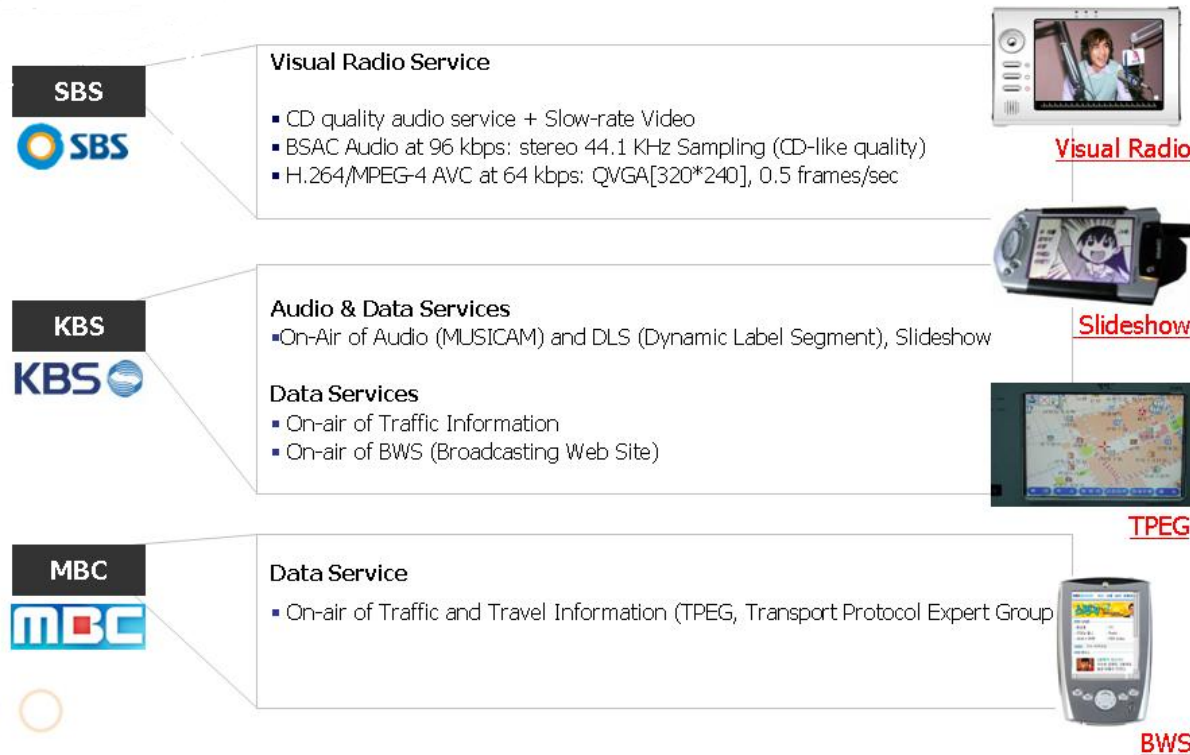 SBS
SBS
Visual Radio Service
▪ CD quality audio service + Slow-rate Video
▪ BSAC Audio at 96 kbps: stereo 44.1 KHz Sampling (CD-like quality)
▪ H.264/MPEG-4 AVC at 64 kbps: QVGA[320*240], 0.5 frames/sec
Visual Radio
KBS
KBS
Audio & Data Services
▪On-Air of Audio (MUSICAM) and DLS (Dynamic Label Segment), Slideshow
Data Services
▪ On-air of Traffic Information
▪ On-air of BWS (Broadcasting Web Site)
Slideshow
TPEG
MBC
MBC
Data Service
▪ On-air of Traffic and Travel Information (TPEG, Transport Protocol Expert Group
BWS